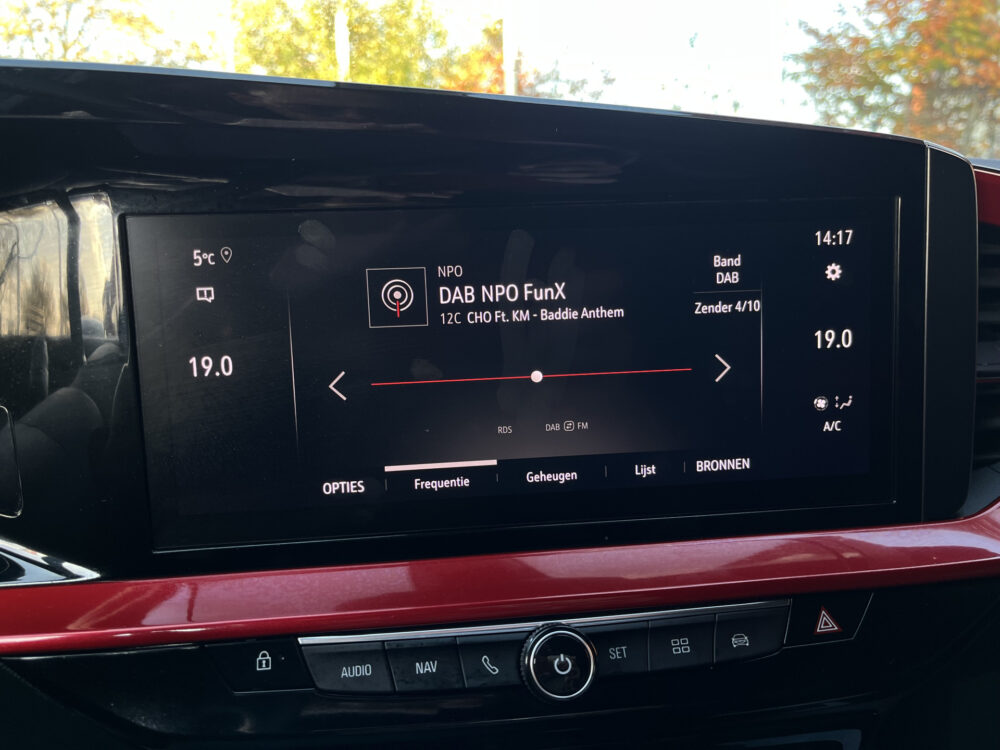 5°C
19.0
NPO
DAB NPO FunX
12C CHO Ft. KM - Baddie Anthem
Band
DAB
Zender 4/10
14:17
19.0
A/C
RDS
DAB FM
OPTIES
Frequentie
Geheugen
Lijst
BRONNEN
AUDIO
NAV
SET